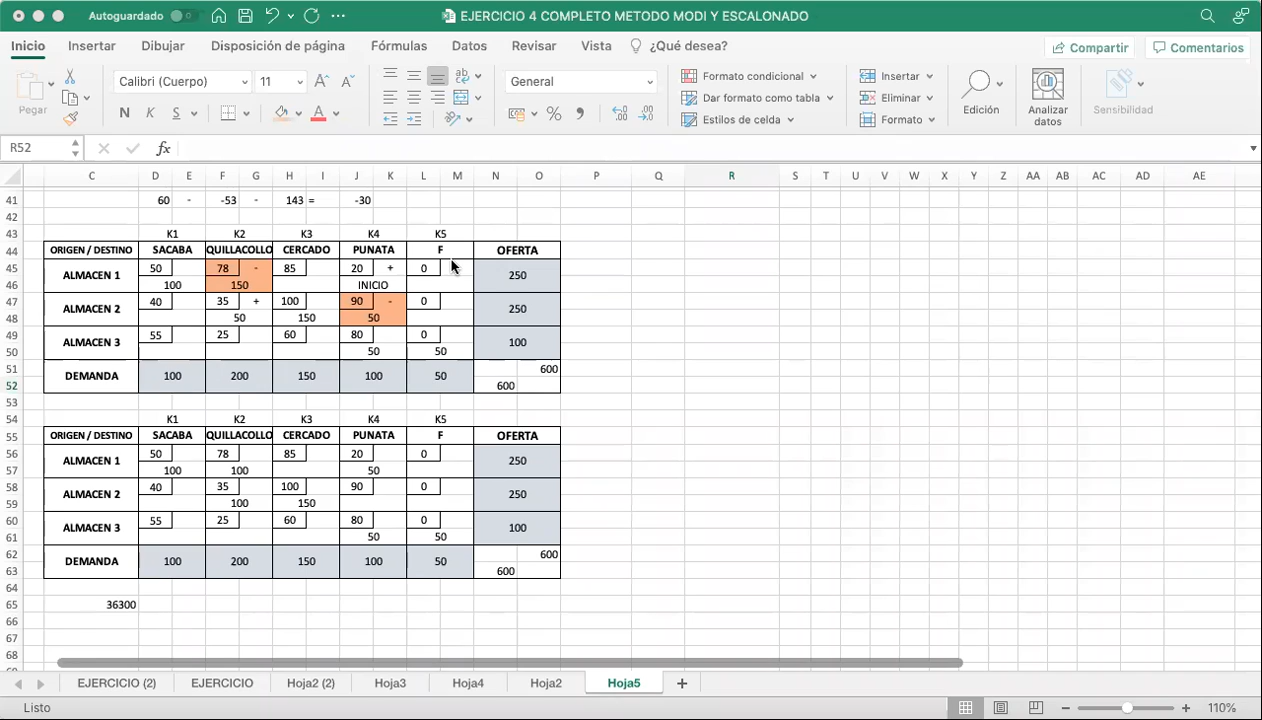 Autoguardado
EJERCICIO 4 COMPLETO METODO MODI Y ESCALONADO
Inicio Insertar Dibujar Disposición de página Fórmulas Datos Revisar Vista ¿Qué desea? Compartir Comentarios
Pegar
Calibri (Cuerpo) 11
N K S
General
Formato condicional
Dar formato como tabla
Estilos de celda
Insertar
Eliminar
Formato
Edición
Analizar datos
Sensibilidad
R52 fx
C D E F G H I J K L M N O P Q R S T U V W X Y Z AA AB AC AD AE
41 60 - -53 - 143 = -30
42
43 K1 K2 K3 K4 K5
44 ORIGEN / DESTINO SACABA QUILLACOLLO CERCADO PUNATA F OFERTA
45 ALMACEN 1 50 78 - 85 20 + 0 250
46 100 150 INICIO
47 ALMACEN 2 40 35 + 100 90 - 0 250
48 50 150 50
49 ALMACEN 3 55 25 60 80 0 100
50 50 50
51 DEMANDA 100 200 150 100 50 600
52 600
53
54 K1 K2 K3 K4 K5
55 ORIGEN / DESTINO SACABA QUILLACOLLO CERCADO PUNATA F OFERTA
56 ALMACEN 1 50 78 85 20 0 250
57 100 100 50
58 ALMACEN 2 40 35 100 90 0 250
59 100 150
60 ALMACEN 3 55 25 60 80 0 100
61 50 50
62 DEMANDA 100 200 150 100 50 600
63 600
64
65 36300
66
67
68
EJERCICIO (2) EJERCICIO Hoja2 (2) Hoja3 Hoja4 Hoja2 Hoja5
Listo 110%